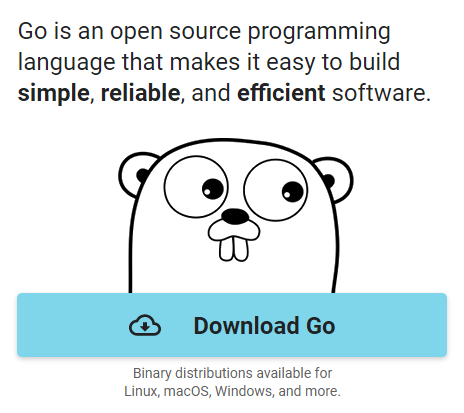 Go is an open source programming
language that makes it easy to build
simple, reliable, and efficient software.
Download Go
Binary distributions available for
Linux, macOS, Windows, and more.